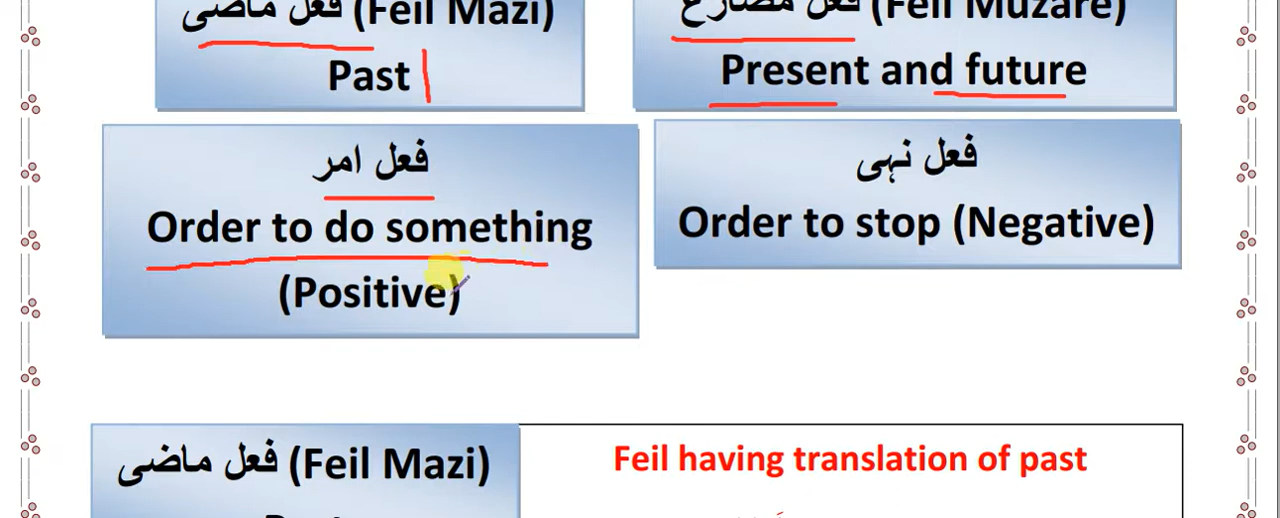 فعل ماضی (Feil Mazi)
Past
فعل مضارع (Feil Muzare)
Present and future
فعل امر
Order to do something
(Positive)
فعل نہی
Order to stop (Negative)
فعل ماضی (Feil Mazi)
Feil having translation of past